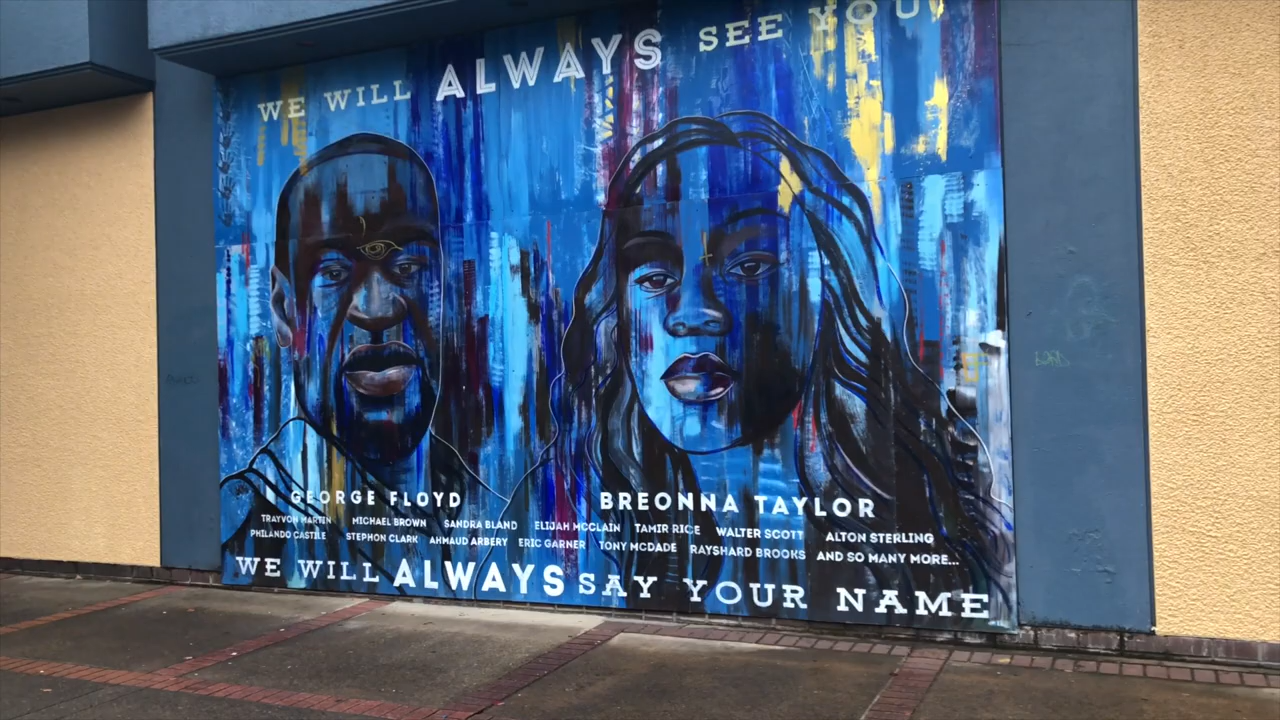 WE WILL ALWAYS SEE YOU
GEORGE FLOYD BREONNA TAYLOR
TRAYVON MARTIN MICHAEL BROWN SANDRA BLAND ELIJAH MCCLAIN TAMIR RICE WALTER SCOTT ALTON STERLING
PHILANDO CASTILE STEPHON CLARK AHMAUD ARBERY ERIC GARNER TONY MCDADE RAYSHARD BROOKS AND SO MANY MORE...
WE WILL ALWAYS SAY YOUR NAME